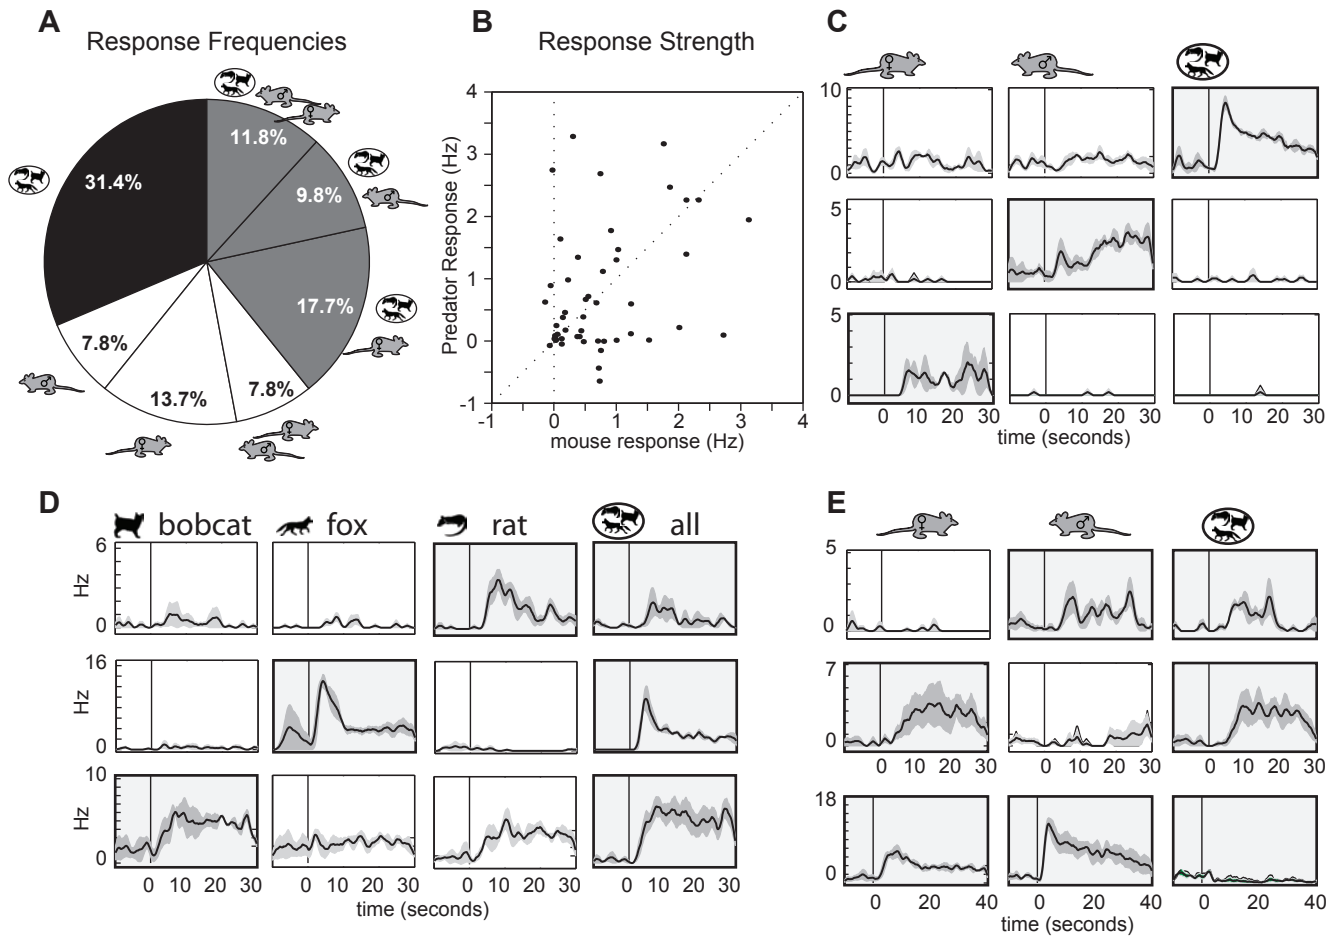 A
Response Frequencies
11.8%
9.8%
17.7%
7.8%
13.7%
7.8%
31.4%
B
Response Strength
Predator Response (Hz)
4
3
2
1
0
-1
-1 0 1 2 3 4
mouse response (Hz)
C
10
0
5
0
5
0
0 10 20 30 0 10 20 30 0 10 20 30
time (seconds)
D
bobcat fox rat all
6
Hz
0
16
Hz
0
10
Hz
0
0 10 20 30 0 10 20 30 0 10 20 30 0 10 20 30
time (seconds)
E
5
0
7
0
0 10 20 30 0 10 20 30 0 10 20 30
18
0
0 20 40 0 20 40 0 20 40
time (seconds)